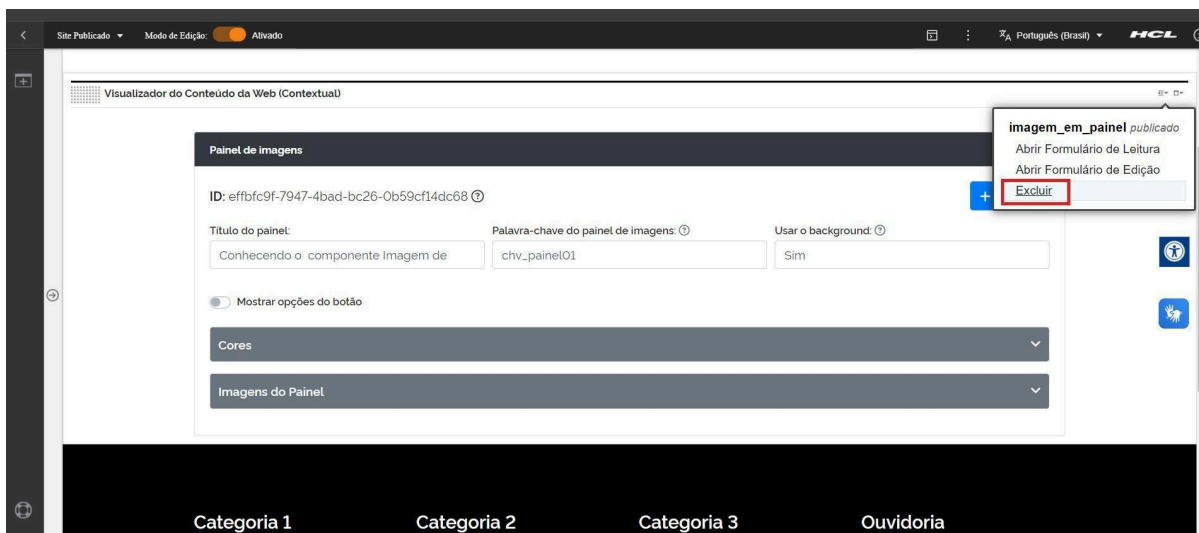 Site Publicado
Modo de Edição:
Ativado
Português (Brasil)
HCL
Visualizador do Conteúdo da Web (Contextual)
imagem_em_painel publicado
Abrir Formulário de Leitura
Abrir Formulário de Edição
Excluir
Painel de imagens
ID: effbfc9f-7947-4bad-bc26-0b59cf14dc68
+
Título do painel:
Palavra-chave do painel de imagens:
Usar o background:
Conhecendo o componente Imagem de
chv_painel01
Sim
Mostrar opções do botão
Cores
Imagens do Painel
Categoria 1
Categoria 2
Categoria 3
Ouvidoria